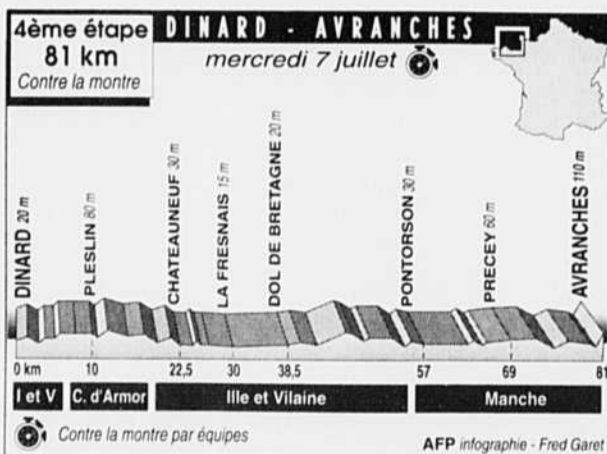 4ème étape
81 km
Contre la montre
DINARD - AVRANCHES
mercredi 7 juillet
DINARD 20 m
PLESLIN 80 m
CHATEAUNEUF 30 m
LA FRESNAIS 15 m
DOL DE BRETAGNE 20 m
PONTORSON 30 m
PRECEY 60 m
AVRANCHES 110 m
0 km 10 22,5 30 38,5 57 69 81
I et V C. d'Armor Ille et Vilaine Manche
Contre la montre par équipes
AFP infographie - Fred Garet